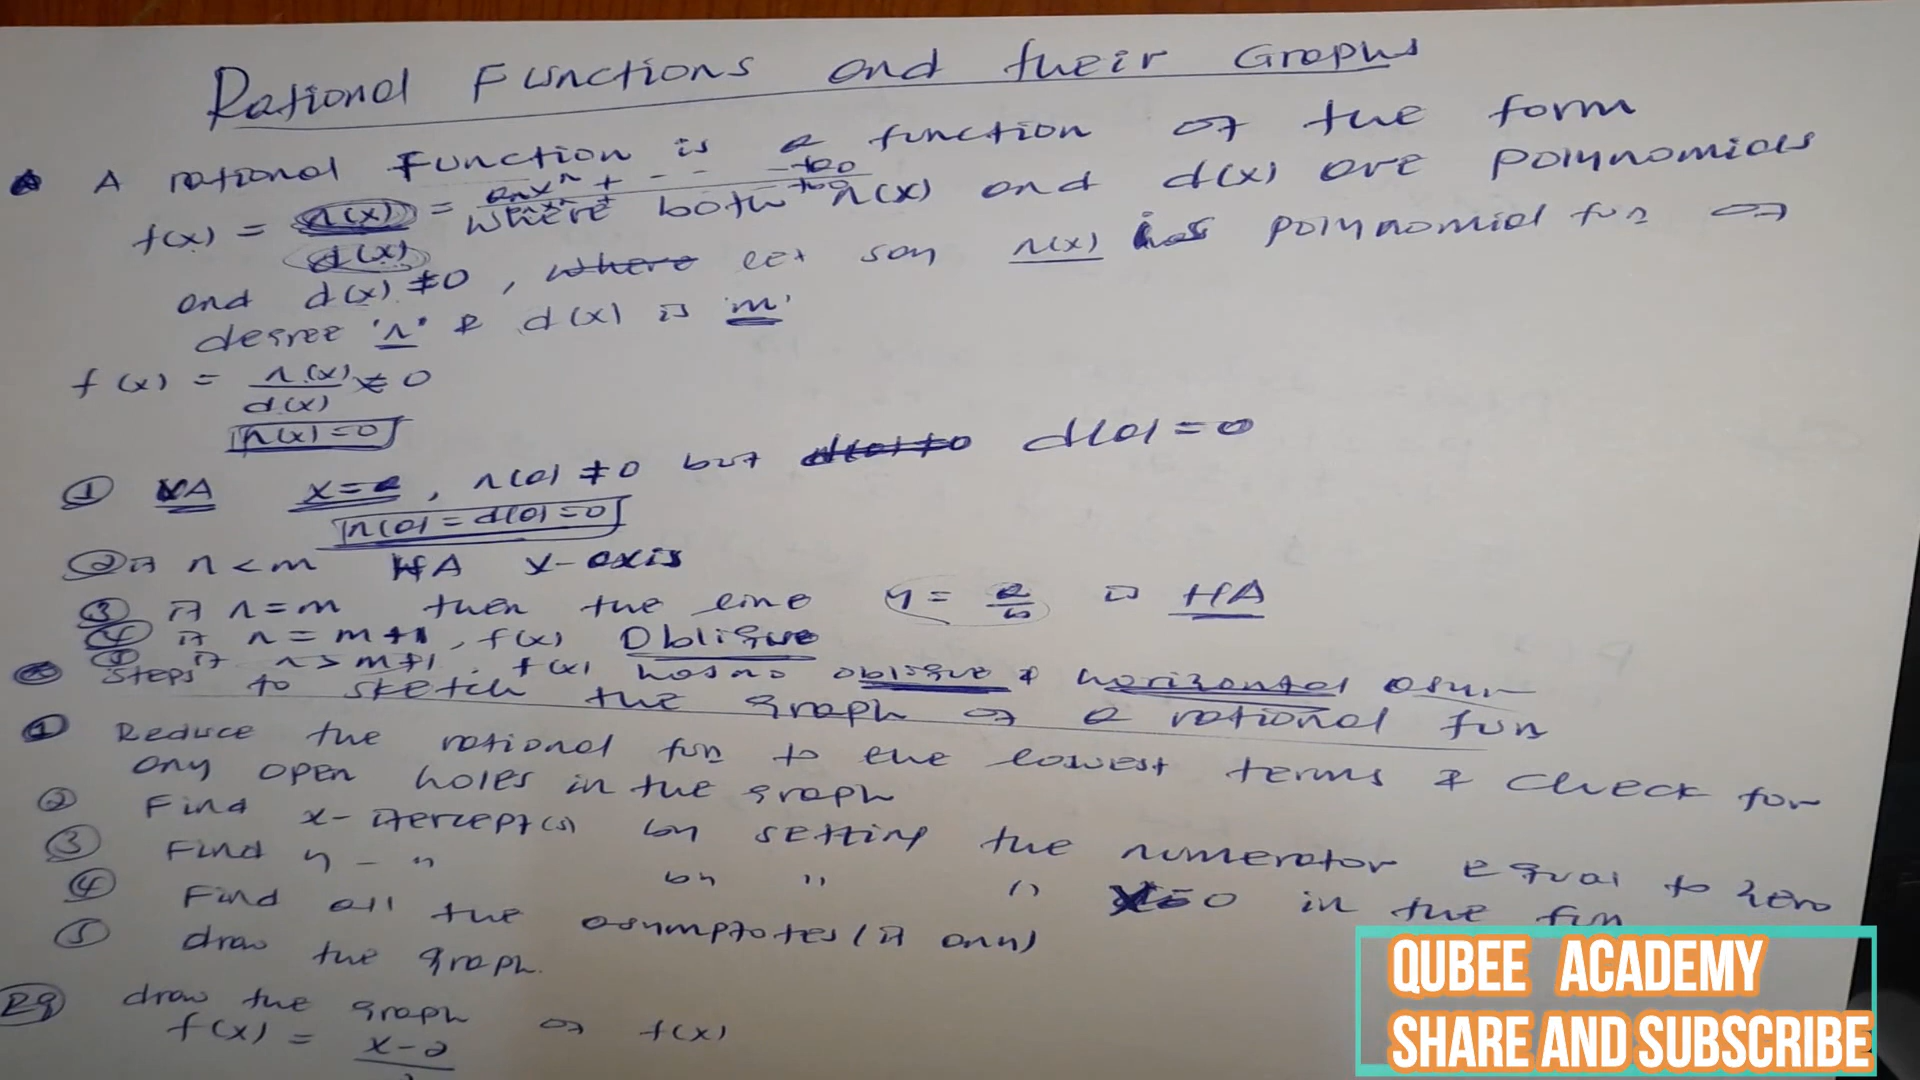 Rational Functions and their Graphs
A rational Function is a function of the form
f(x) = n(x)/d(x) = anxⁿ + - - +a0 where both n(x) and d(x) are polynomials
and d(x) ≠ 0, where let say n(x) has polynomial fun of
degree 'n' & d(x) is 'm'
f(x) = n(x)/d(x) ≠ 0
n(x) = 0
① VA x=a, n(a) ≠ 0 but d(a) ≠ 0 d(a) = 0
n(a) = d(a) = 0
② if n < m HA x-axis
③ if n = m then the line y = a/b is HA
④ if n = m+1, f(x) Oblique
⑤ if n > m+1, f(x) has no oblique & horizontal asym
Steps to sketch the graph of a rational fun
① Reduce the rational fun to the lowest terms & check for
any open holes in the graph
② Find x-itercept(s) by setting the numerator equal to zero
③ Find y - " by " " x=0 in the fun
④ Find all the asymptotes (if any)
⑤ draw the graph.
Eg draw the graph of f(x)
f(x) = x-2
QUBEE ACADEMY
SHARE AND SUBSCRIBE